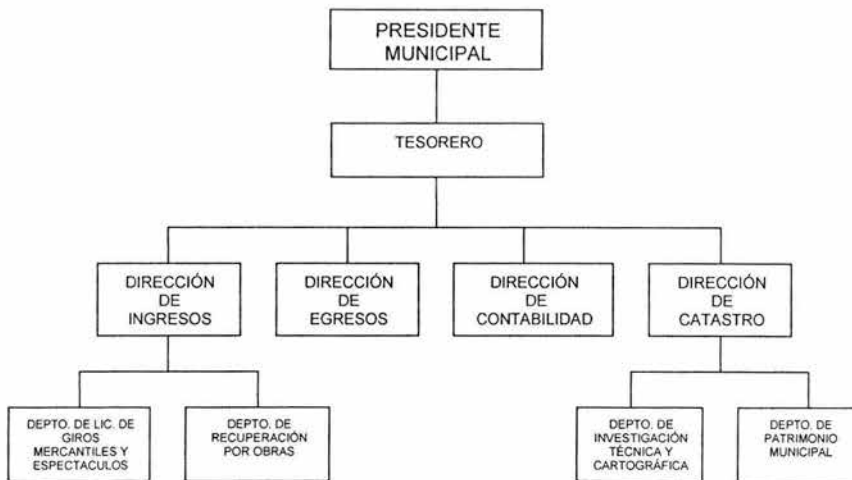 PRESIDENTE
MUNICIPAL
TESORERO
DIRECCIÓN
DE
INGRESOS
DIRECCIÓN
DE
EGRESOS
DIRECCIÓN
DE
CONTABILIDAD
DIRECCIÓN
DE
CATASTRO
DEPTO. DE LIC. DE
GIROS
MERCANTILES Y
ESPECTACULOS
DEPTO. DE
RECUPERACIÓN
POR OBRAS
DEPTO. DE
INVESTIGACIÓN
TÉCNICA Y
CARTOGRÁFICA
DEPTO. DE
PATRIMONIO
MUNICIPAL